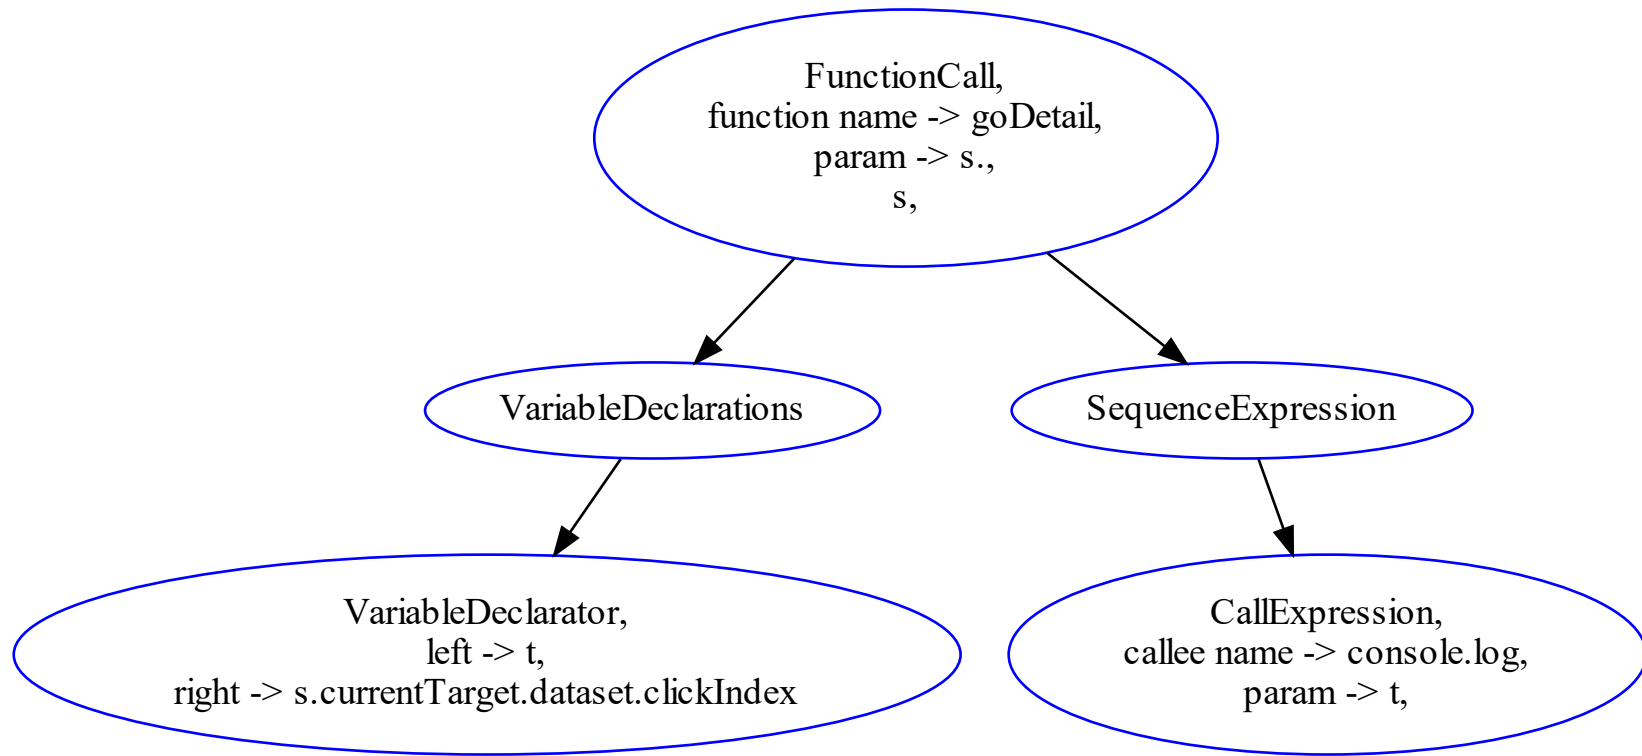 FunctionCall,
function name -> goDetail,
param -> s.,
s,
VariableDeclarations
SequenceExpression
VariableDeclarator,
left -> t,
right -> s.currentTarget.dataset.clickIndex
CallExpression,
callee name -> console.log,
param -> t,